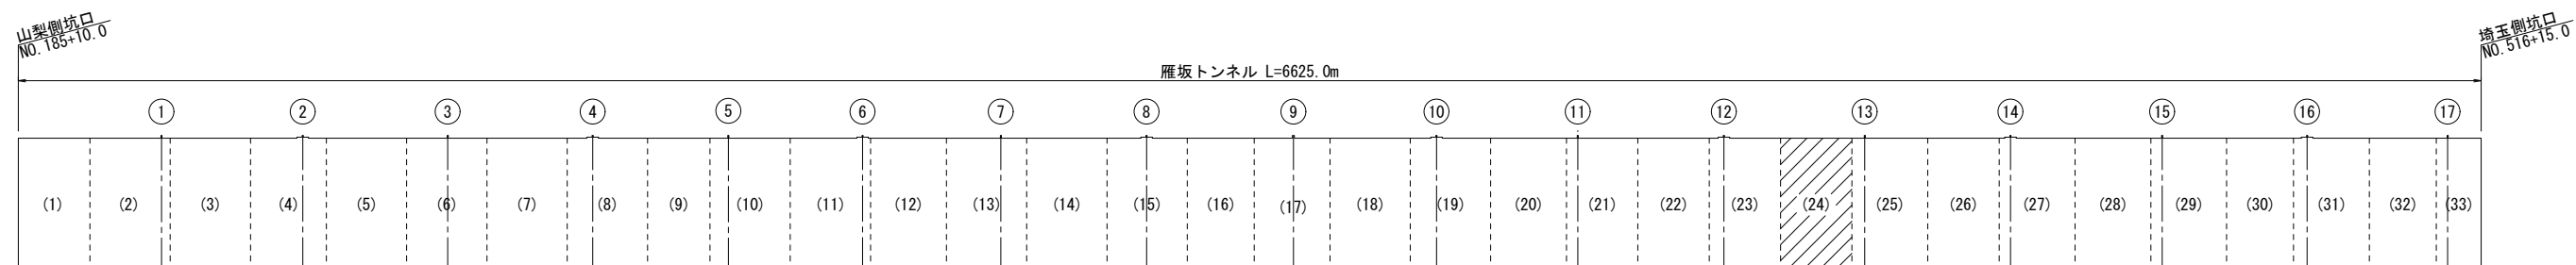 山梨側坑口
NO.185+10.0
埼玉側坑口
NO.516+15.0
雁坂トンネル L=6625.0m
1 2 3 4 5 6 7 8 9 10 11 12 13 14 15 16 17
(1) (2) (3) (4) (5) (6) (7) (8) (9) (10) (11) (12) (13) (14) (15) (16) (17) (18) (19) (20) (21) (22) (23) (24) (25) (26) (27) (28) (29) (30) (31) (32) (33)